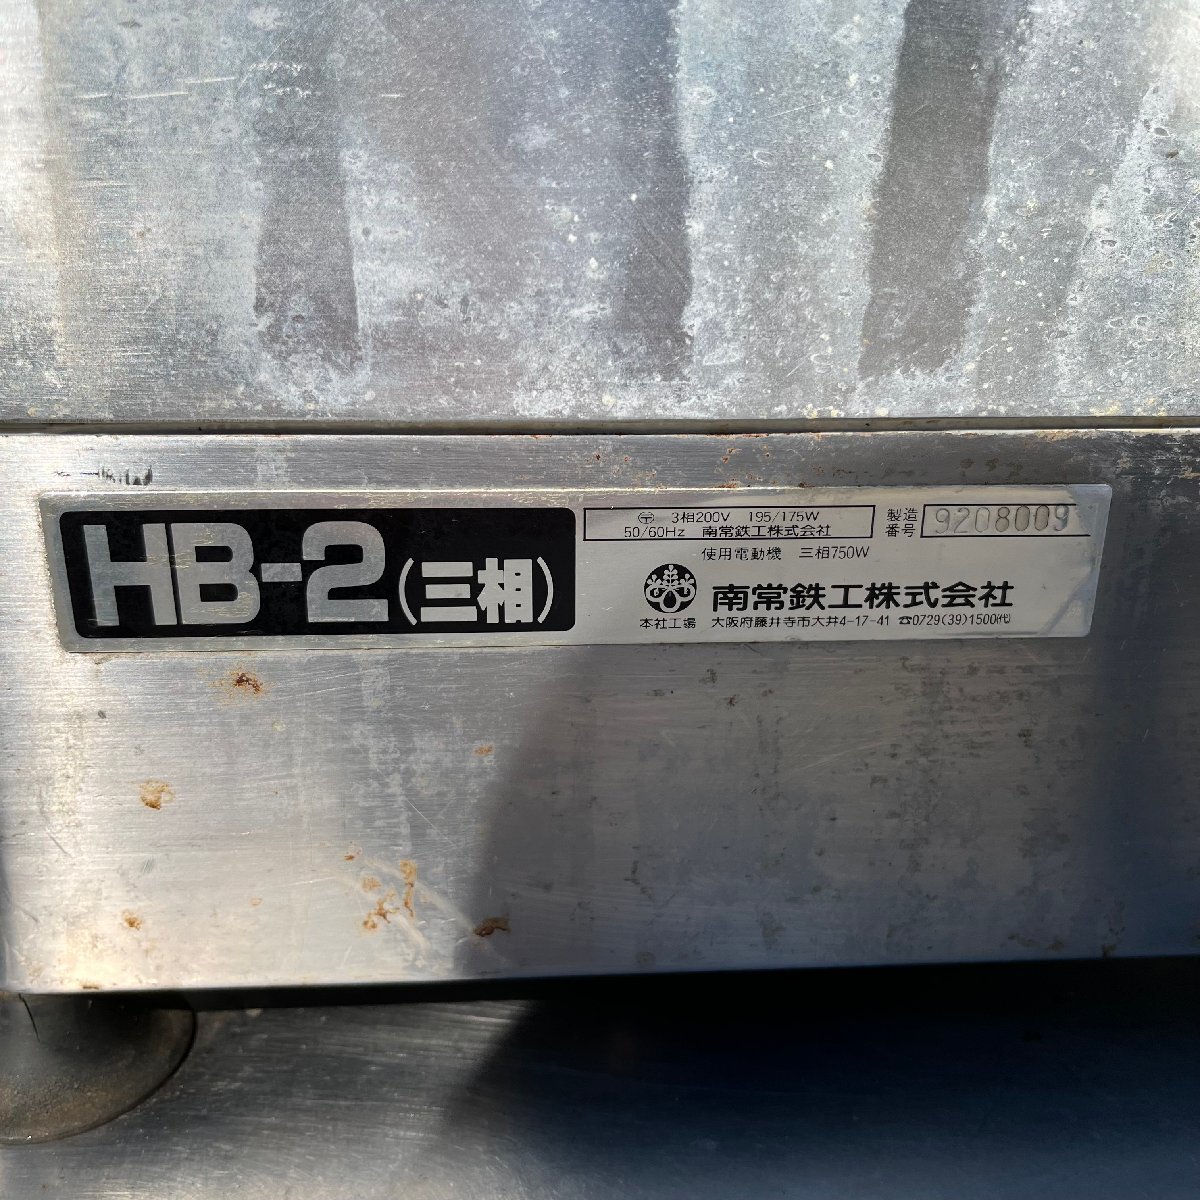 HB-2(三相)
〒 3相200V 195/175W
50/60Hz 南常鉄工株式会社
製造
番号 9208009
使用電動機 三相750W
南常鉄工株式会社
本社工場 大阪府藤井寺市大井4-17-41 ☎0729(39)1500(代)